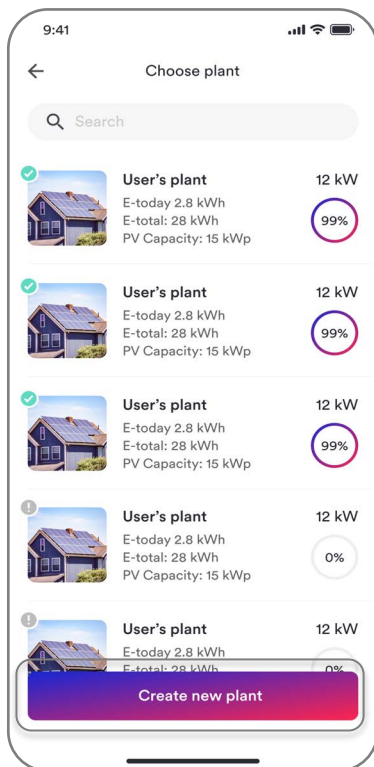 9:41
Choose plant
Search
User's plant 12 kW
E-today 2.8 kWh
E-total: 28 kWh 99%
PV Capacity: 15 kWp
User's plant 12 kW
E-today 2.8 kWh
E-total: 28 kWh 99%
PV Capacity: 15 kWp
User's plant 12 kW
E-today 2.8 kWh
E-total: 28 kWh 99%
PV Capacity: 15 kWp
User's plant 12 kW
E-today 2.8 kWh
E-total: 28 kWh 0%
PV Capacity: 15 kWp
User's plant 12 kW
E-today 2.8 kWh
E-total: 28 kWh 0%
Create new plant